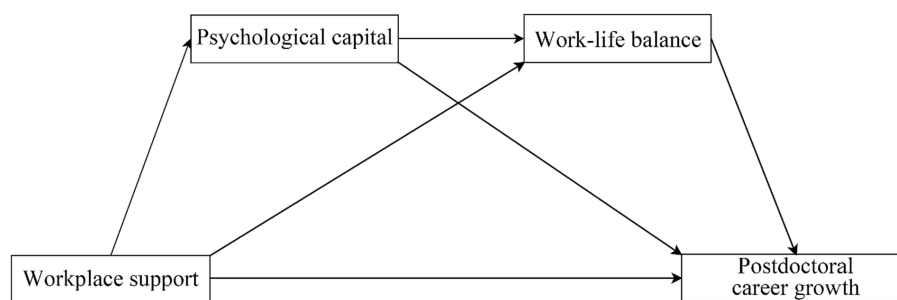 Psychological capital
Work-life balance
Workplace support
Postdoctoral
career growth